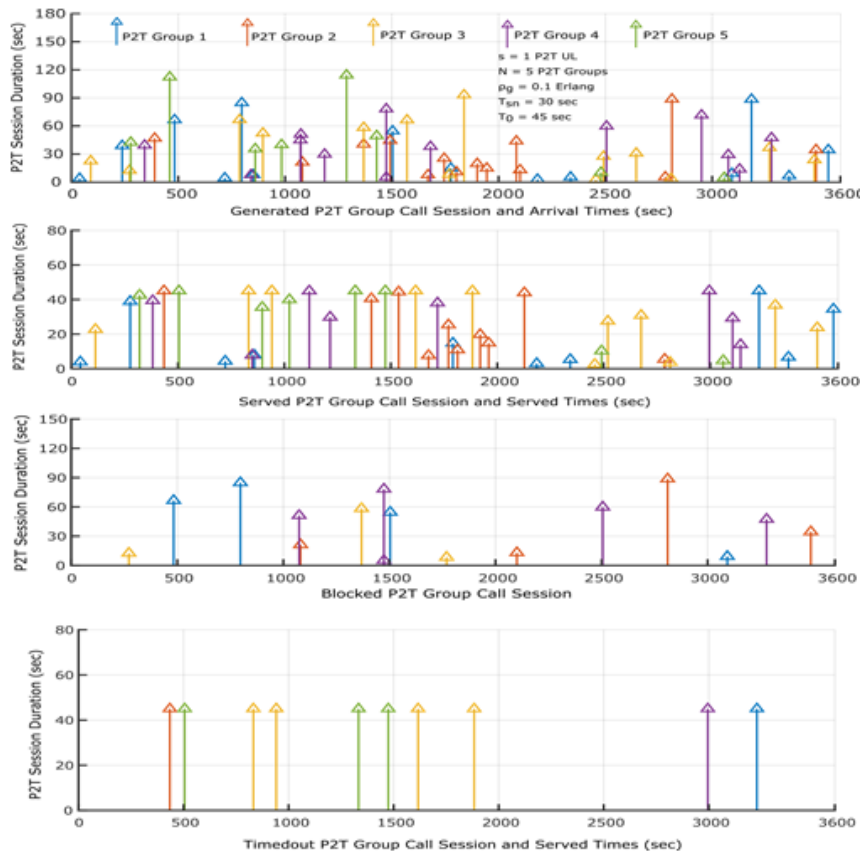 180
150
120
90
60
30
0
P2T Session Duration (sec)
P2T Group 1 P2T Group 2 P2T Group 3 P2T Group 4 P2T Group 5
s = 1 P2T UL
N = 5 P2T Groups
ρg = 0.1 Erlang
Tsn = 30 sec
T0 = 45 sec
0 500 1000 1500 2000 2500 3000 3500 3600
Generated P2T Group Call Session and Arrival Times (sec)
80
60
40
20
0
P2T Session Duration (sec)
0 500 1000 1500 2000 2500 3000 3600
Served P2T Group Call Session and Served Times (sec)
150
120
90
60
30
0
P2T Session Duration (sec)
500 1000 1500 2000 2500 3000 3600
Blocked P2T Group Call Session
80
60
40
20
0
P2T Session Duration (sec)
0 500 1000 1500 2000 2500 3000 3600
Timedout P2T Group Call Session and Served Times (sec)